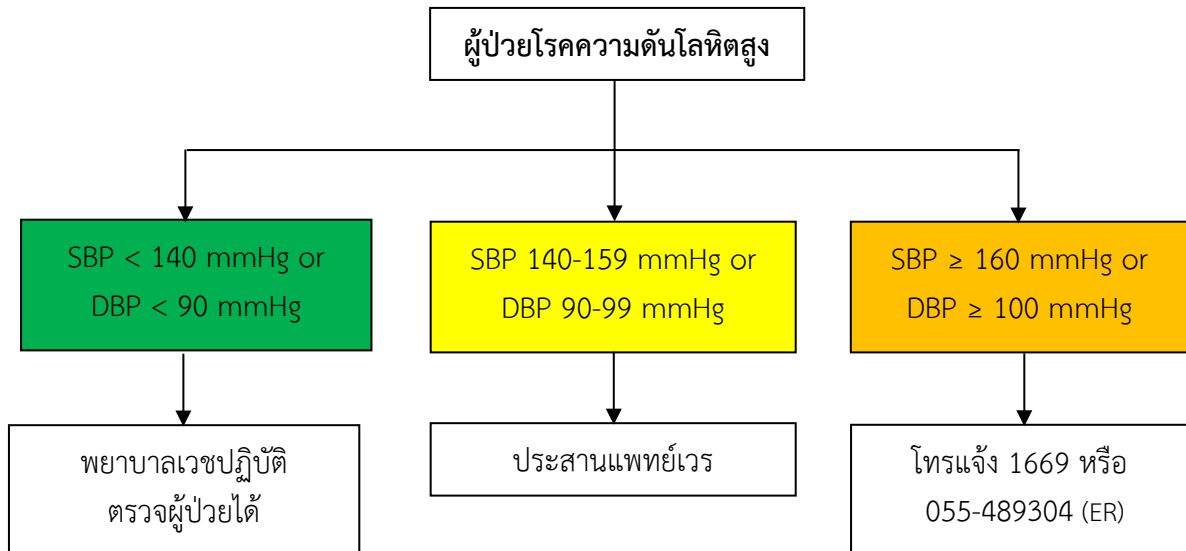 ผู้ป่วยโรคความดันโลหิตสูง
SBP < 140 mmHg or
DBP < 90 mmHg
SBP 140-159 mmHg or
DBP 90-99 mmHg
SBP ≥ 160 mmHg or
DBP ≥ 100 mmHg
พยาบาลเวชปฏิบัติ
ตรวจผู้ป่วยได้
ประสานแพทย์เวร
โทรแจ้ง 1669 หรือ
055-489304 (ER)